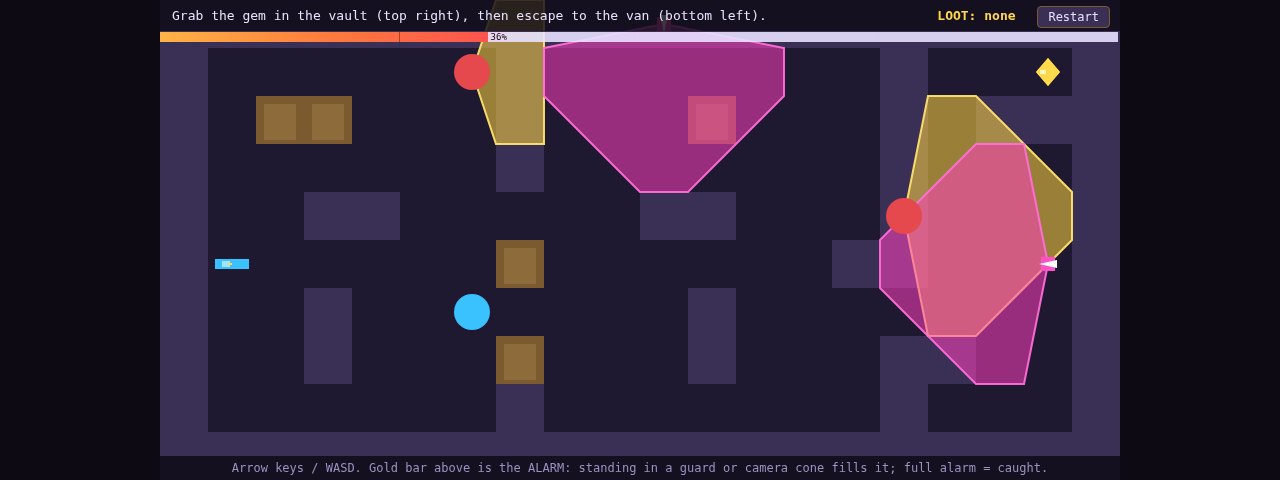 Grab the gem in the vault (top right), then escape to the van (bottom left).
LOOT: none
Restart
36%
Arrow keys / WASD. Gold bar above is the ALARM: standing in a guard or camera cone fills it; full alarm = caught.